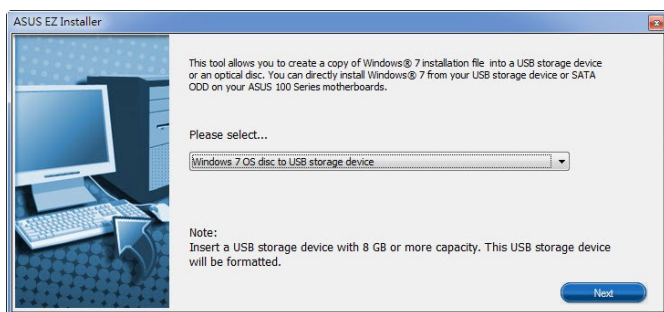 ASUS EZ Installer
This tool allows you to create a copy of Windows® 7 installation file into a USB storage device
or an optical disc. You can directly install Windows® 7 from your USB storage device or SATA
ODD on your ASUS 100 Series motherboards.
Please select...
Windows 7 OS disc to USB storage device
Note:
Insert a USB storage device with 8 GB or more capacity. This USB storage device
will be formatted.
Next